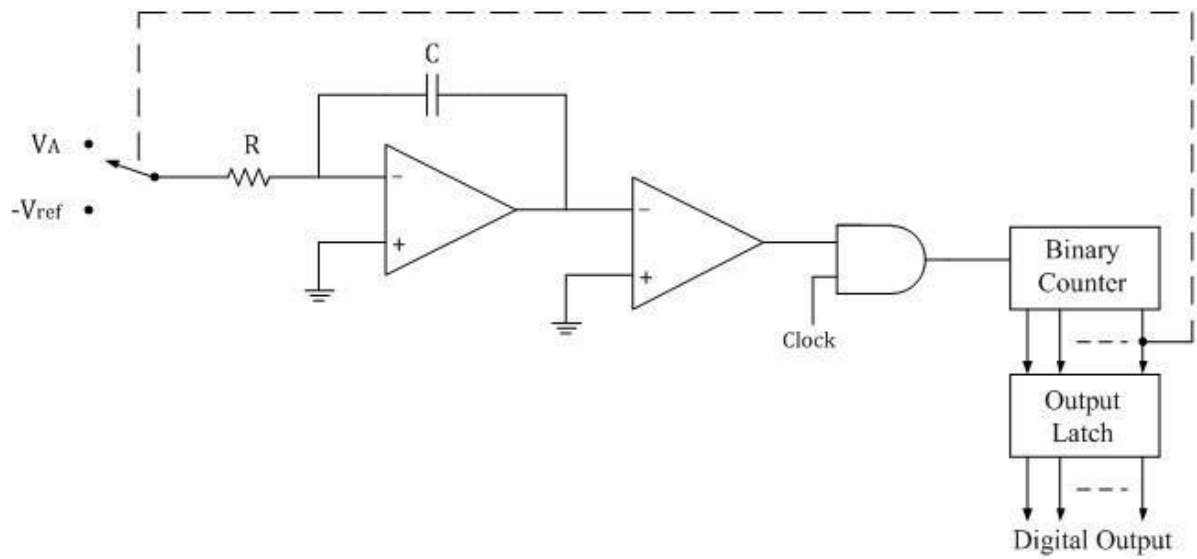 C
VA
R
-Vref
−
+
−
+
Clock
Binary
Counter
Output
Latch
Digital Output